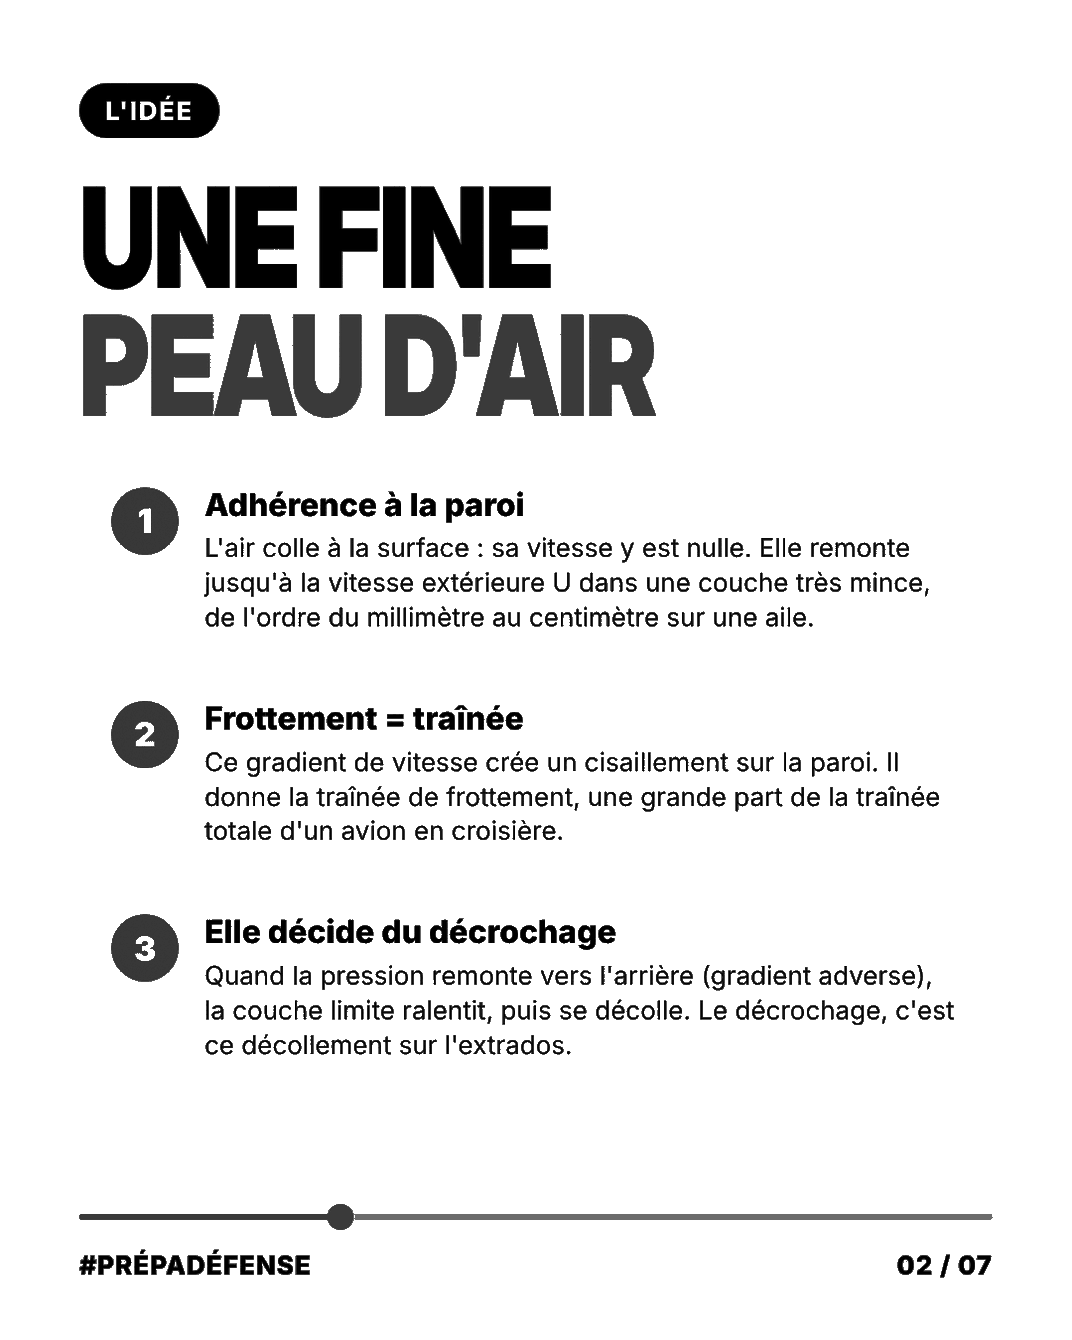 L'IDÉE
UNE FINE
PEAU D'AIR
1
Adhérence à la paroi
L'air colle à la surface : sa vitesse y est nulle. Elle remonte
jusqu'à la vitesse extérieure U dans une couche très mince,
de l'ordre du millimètre au centimètre sur une aile.
2
Frottement = traînée
Ce gradient de vitesse crée un cisaillement sur la paroi. Il
donne la traînée de frottement, une grande part de la traînée
totale d'un avion en croisière.
3
Elle décide du décrochage
Quand la pression remonte vers l'arrière (gradient adverse),
la couche limite ralentit, puis se décolle. Le décrochage, c'est
ce décollement sur l'extrados.
#PRÉPADÉFENSE
02 / 07